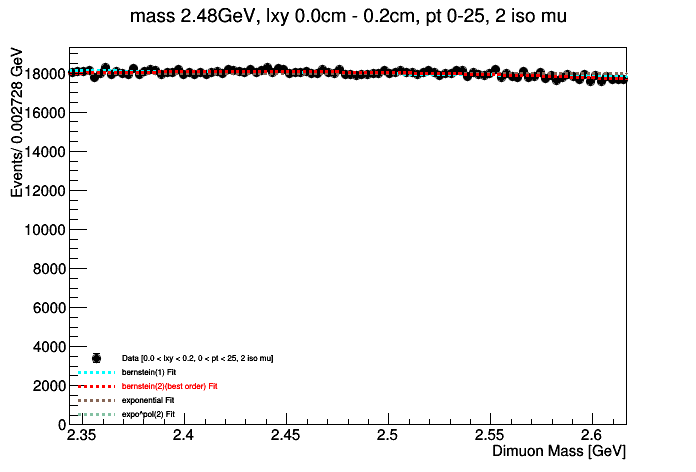 mass 2.48GeV, lxy 0.0cm - 0.2cm, pt 0-25, 2 iso mu
Events/ 0.002728 GeV
18000
16000
14000
12000
10000
8000
6000
4000
2000
0
Data [0.0 < lxy < 0.2, 0 < pt < 25, 2 iso mu]
bernstein(1) Fit
bernstein(2)(best order) Fit
exponential Fit
expo*pol(2) Fit
2.35 2.4 2.45 2.5 2.55 2.6
Dimuon Mass [GeV]